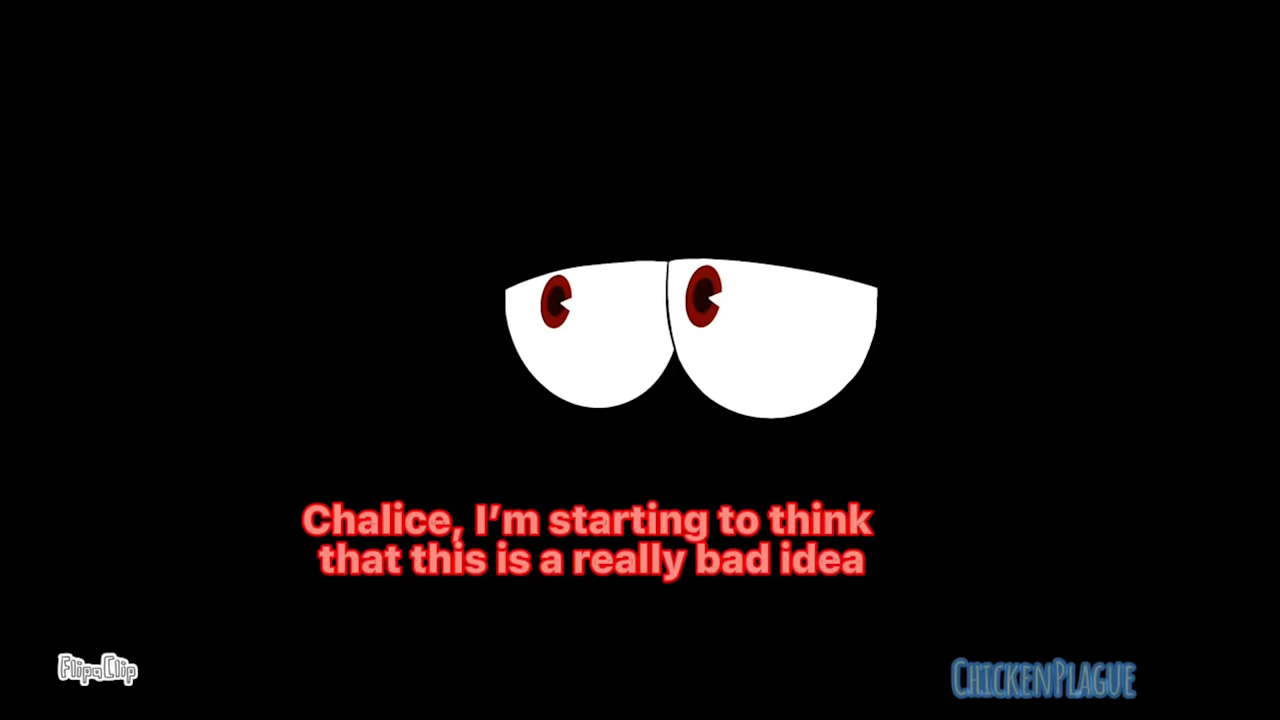 Chalice, I’m starting to think
that this is a really bad idea
FlipaClip
ChickenPlague